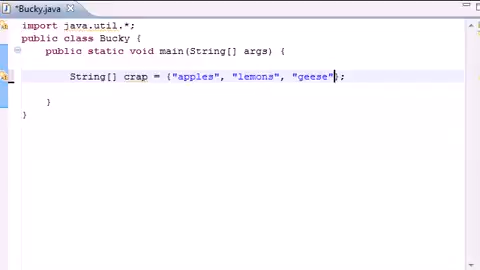 *Bucky.java
import java.util.*;
public class Bucky {
public static void main(String[] args) {
String[] crap = {"apples", "lemons", "geese"};
}
}